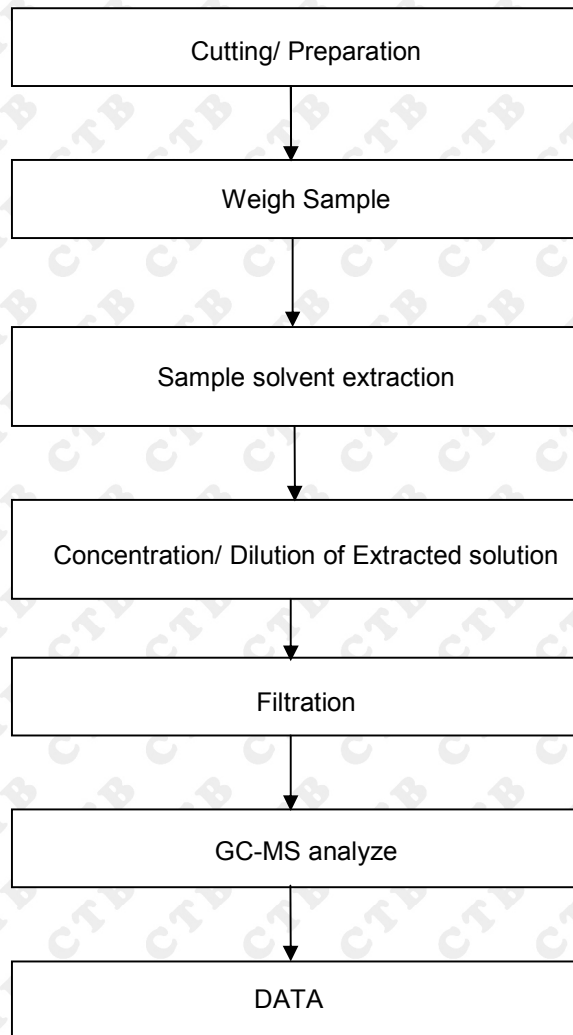 Cutting/ Preparation
Weigh Sample
Sample solvent extraction
Concentration/ Dilution of Extracted solution
Filtration
GC-MS analyze
DATA